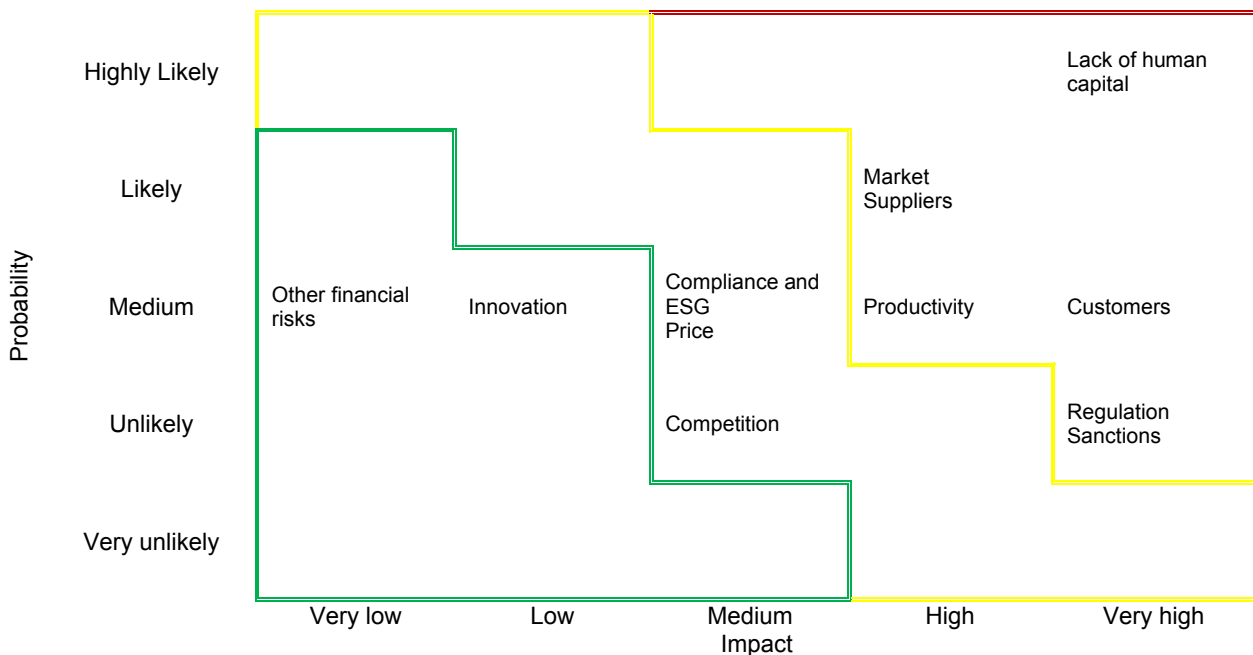 Probability
Highly Likely
Lack of human
capital
Likely
Market
Suppliers
Medium
Other financial
risks
Innovation
Compliance and
ESG
Price
Productivity
Customers
Unlikely
Competition
Regulation
Sanctions
Very unlikely
Very low
Low
Medium
High
Very high
Impact